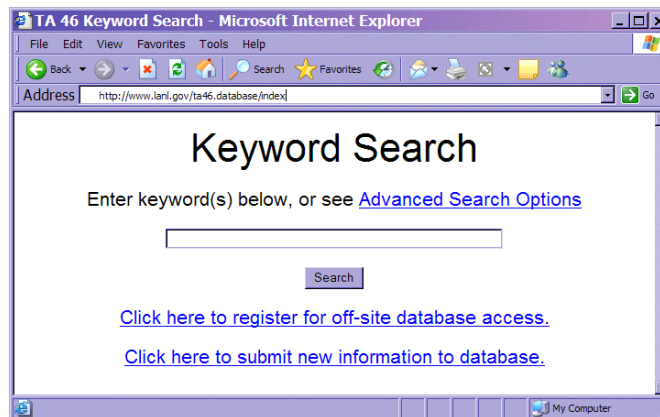 TA 46 Keyword Search - Microsoft Internet Explorer
File Edit View Favorites Tools Help
Back Search Favorites
Address http://www.lanl.gov/ta46.database/index Go
Keyword Search
Enter keyword(s) below, or see Advanced Search Options
Search
Click here to register for off-site database access.
Click here to submit new information to database.
My Computer